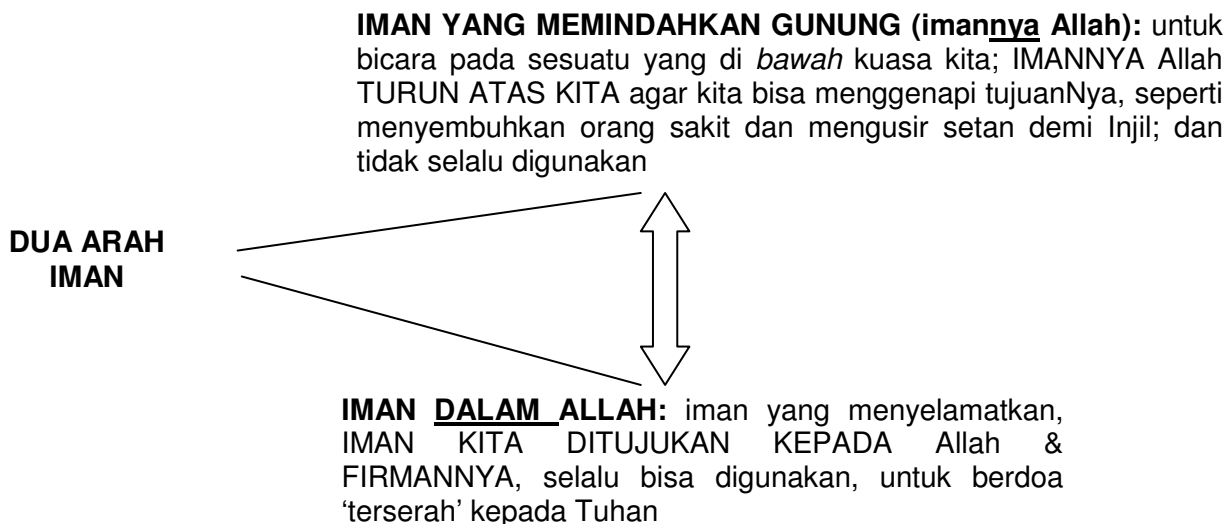 IMAN YANG MEMINDAHKAN GUNUNG (imannya Allah): untuk
bicara pada sesuatu yang di bawah kuasa kita; IMANNYA Allah
TURUN ATAS KITA agar kita bisa menggenapi tujuanNya, seperti
menyembuhkan orang sakit dan mengusir setan demi Injil; dan
tidak selalu digunakan
DUA ARAH
IMAN
IMAN DALAM ALLAH: iman yang menyelamatkan,
IMAN KITA DITUJUKAN KEPADA Allah &
FIRMANNYA, selalu bisa digunakan, untuk berdoa
‘terserah’ kepada Tuhan